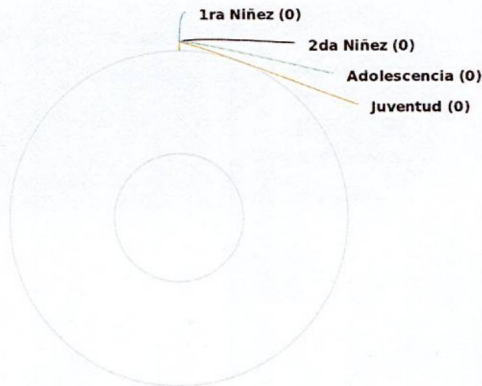 1ra Niñez (0)
2da Niñez (0)
Adolescencia (0)
Juventud (0)